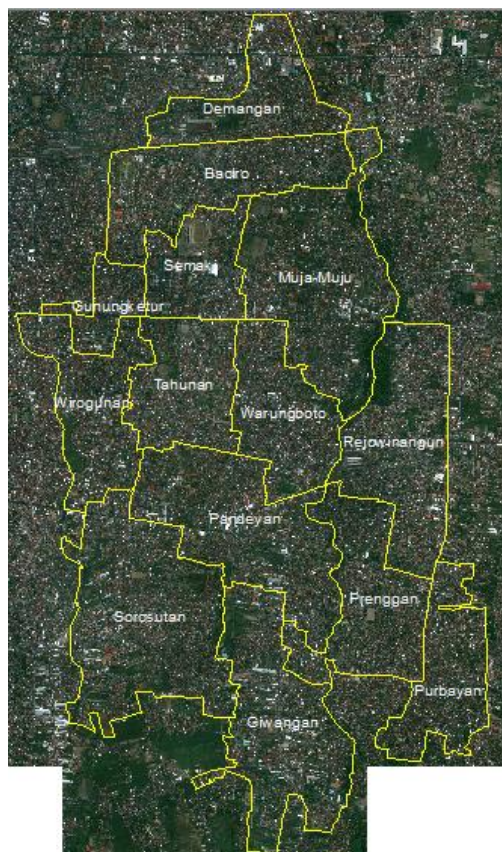 Demangan
Baciro
Semaki
Muja-Muju
Gunungketur
Tahunan
Wirogunan
Warungboto
Rejowinangun
Pandeyan
Prenggan
Sorosutan
Purbayan
Giwangan